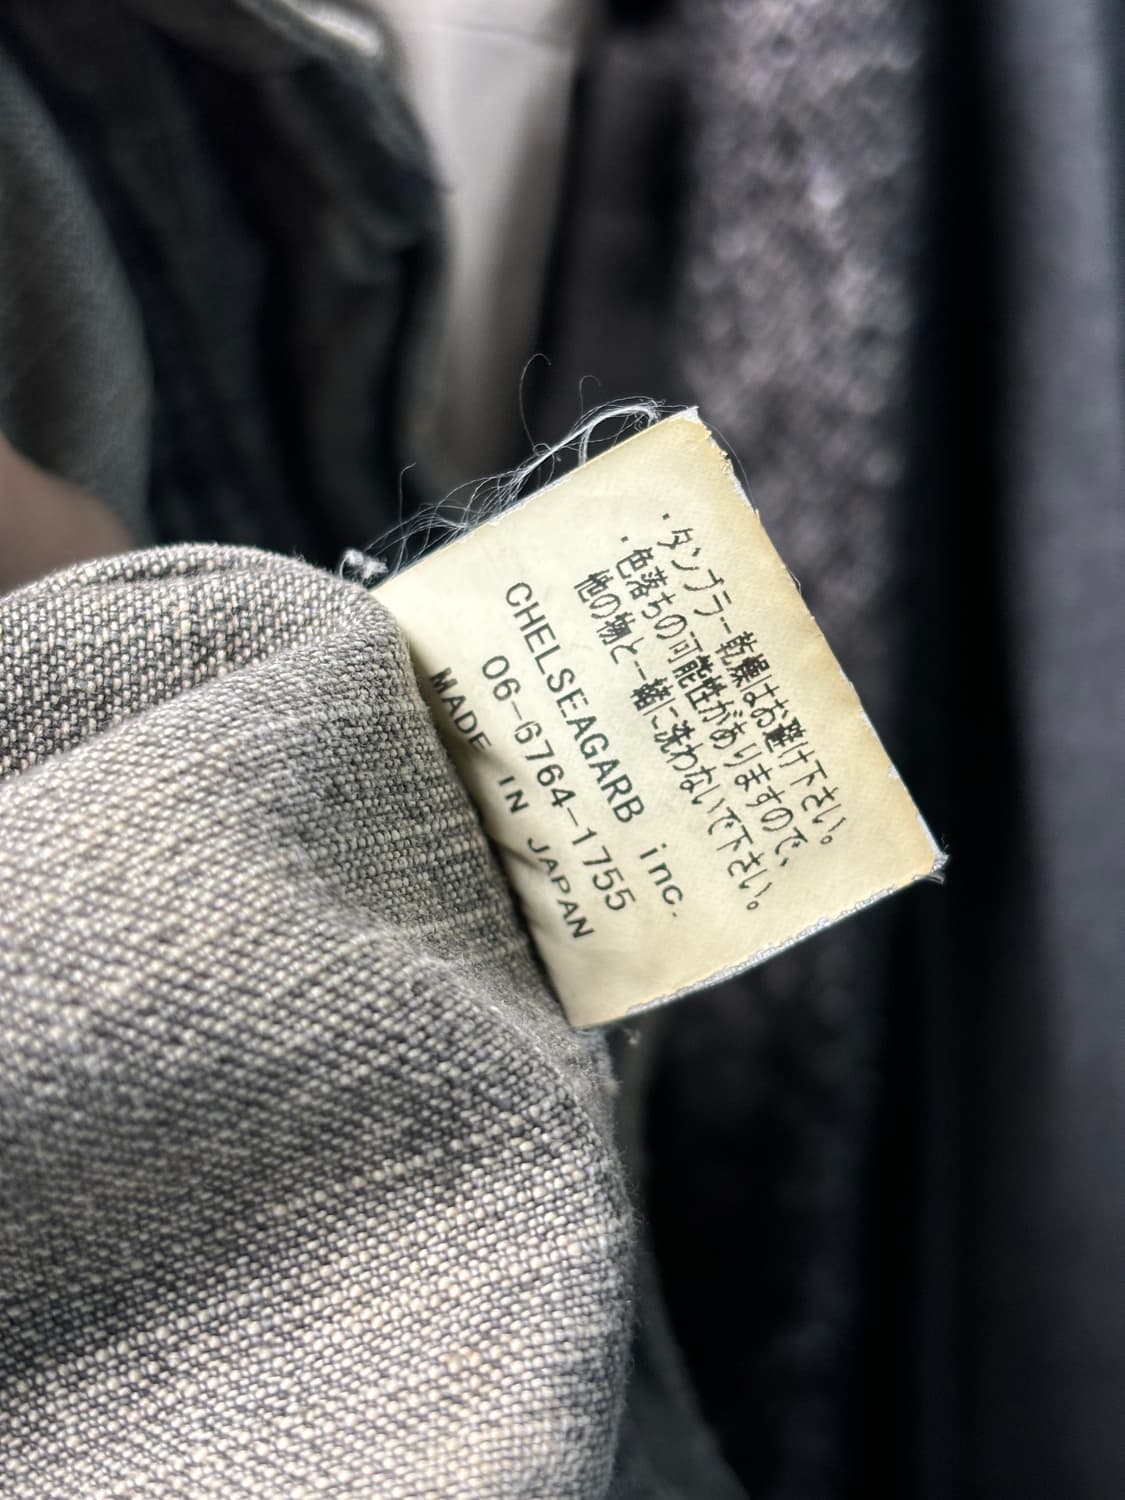 ・タンブラー乾燥はお避け下さい。
・色落ちの可能性がありますので、
他の物と一緒に洗わないで下さい。
CHELSEAGARB inc.
06-6764-1755
MADE IN JAPAN